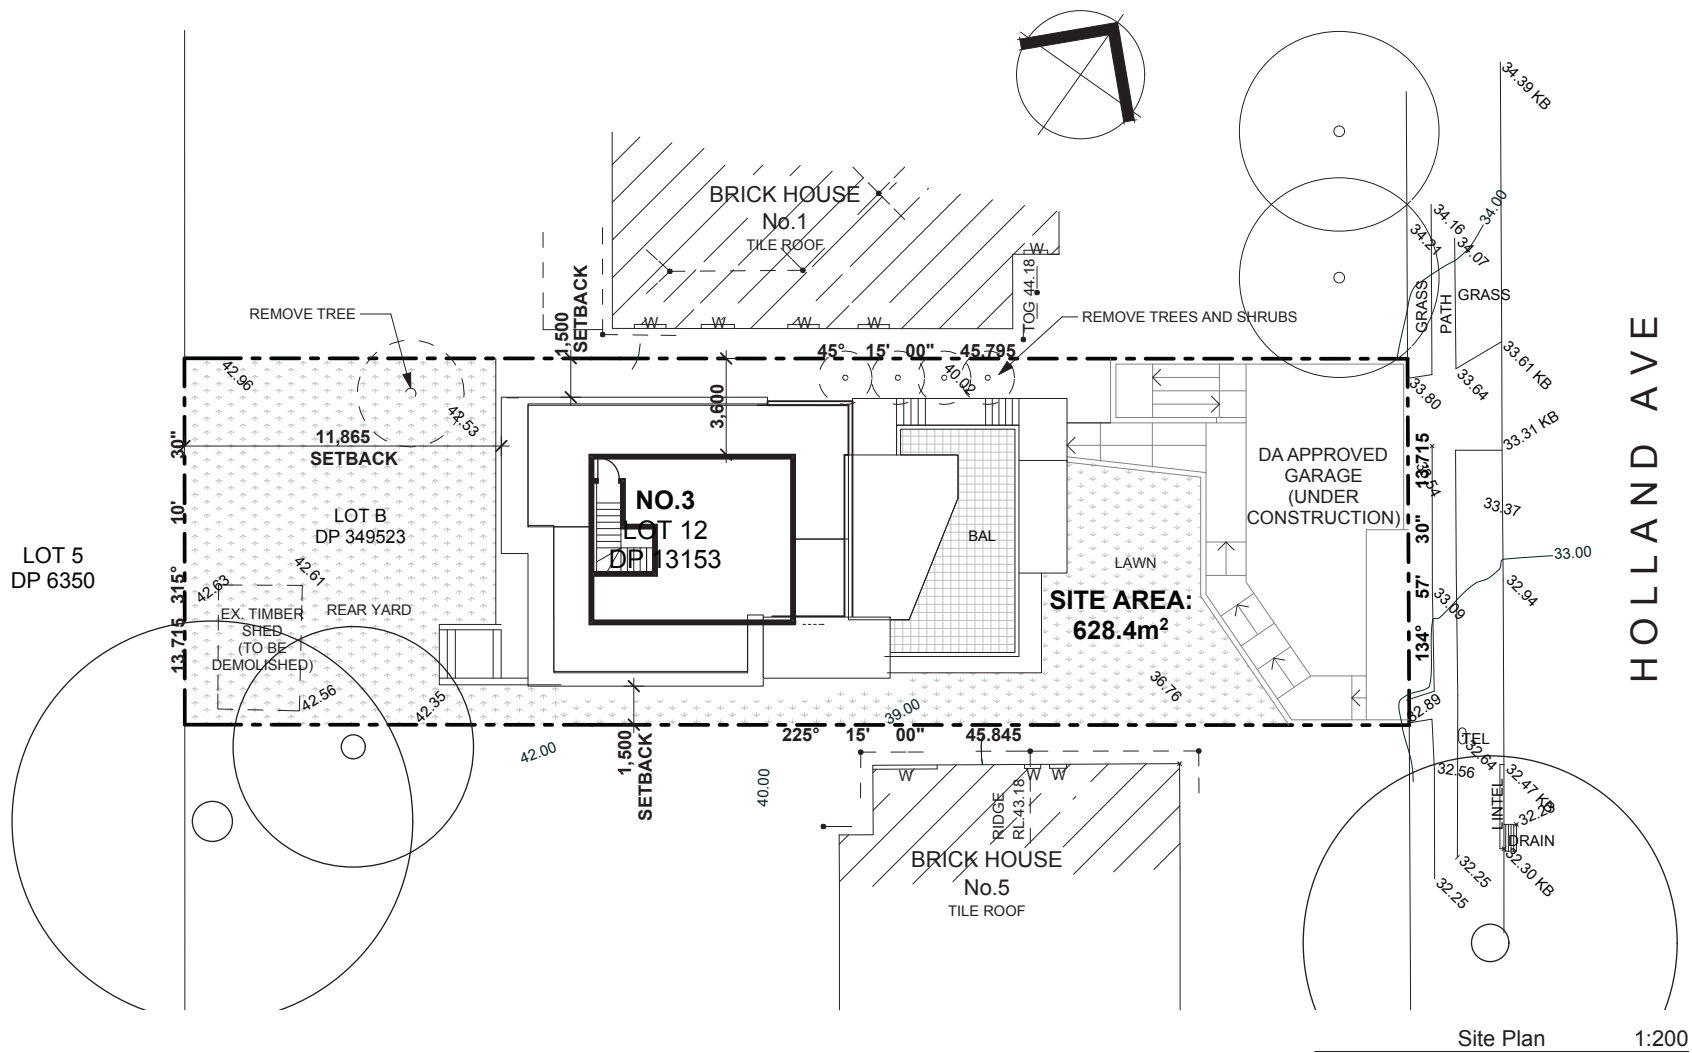 34.39 KB
BRICK HOUSE
No.1
TILE ROOF
W
34.00
34.16
34.21
34.07
GRASS
PATH
GRASS
TOG 44.18
1,500
SETBACK
W
W
W
W
REMOVE TREE
REMOVE TREES AND SHRUBS
45° 15' 00" 45.795
40.02
42.96
42.53
3,600
33.80
33.64
33.61 KB
33.31 KB
11,865
SETBACK
13.715 315° 10' 30"
NO.3
LOT 12
DP 13153
LOT B
DP 349523
LOT 5
DP 6350
BAL
DA APPROVED
GARAGE
(UNDER
CONSTRUCTION)
134° 57' 30" 13.715
33.37
33.00
32.94
33.09
HOLLAND AVE
LAWN
SITE AREA:
628.4m²
42.63
42.61
REAR YARD
EX. TIMBER
SHED
(TO BE
DEMOLISHED)
42.56
42.35
36.76
39.00
32.89
225° 15' 00" 45.845
1,500
SETBACK
42.00
40.00
TEL
32.64
32.56
32.47 KB
LINTEL
DRAIN
32.30 KB
32.25
32.25
W
W
W
RIDGE
RL.43.18
BRICK HOUSE
No.5
TILE ROOF
Site Plan 1:200